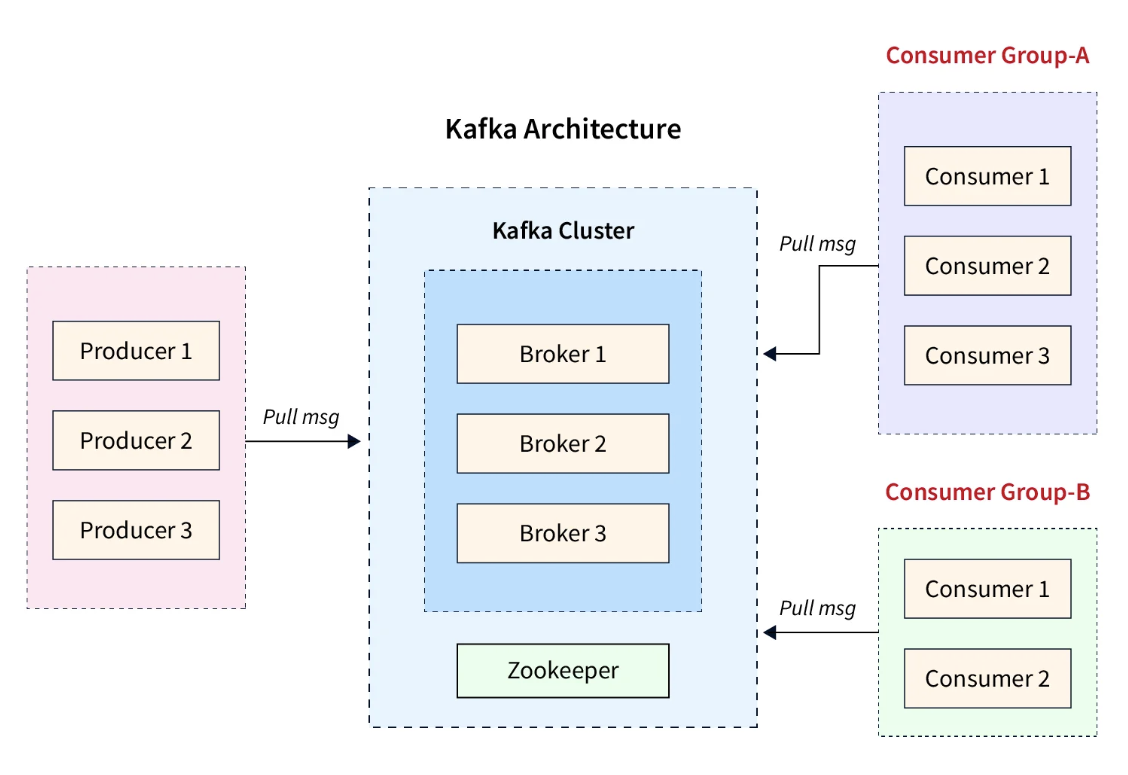 Kafka Architecture
Producer 1
Producer 2
Producer 3
Pull msg
Kafka Cluster
Broker 1
Broker 2
Broker 3
Zookeeper
Consumer Group-A
Pull msg
Consumer 1
Consumer 2
Consumer 3
Consumer Group-B
Pull msg
Consumer 1
Consumer 2